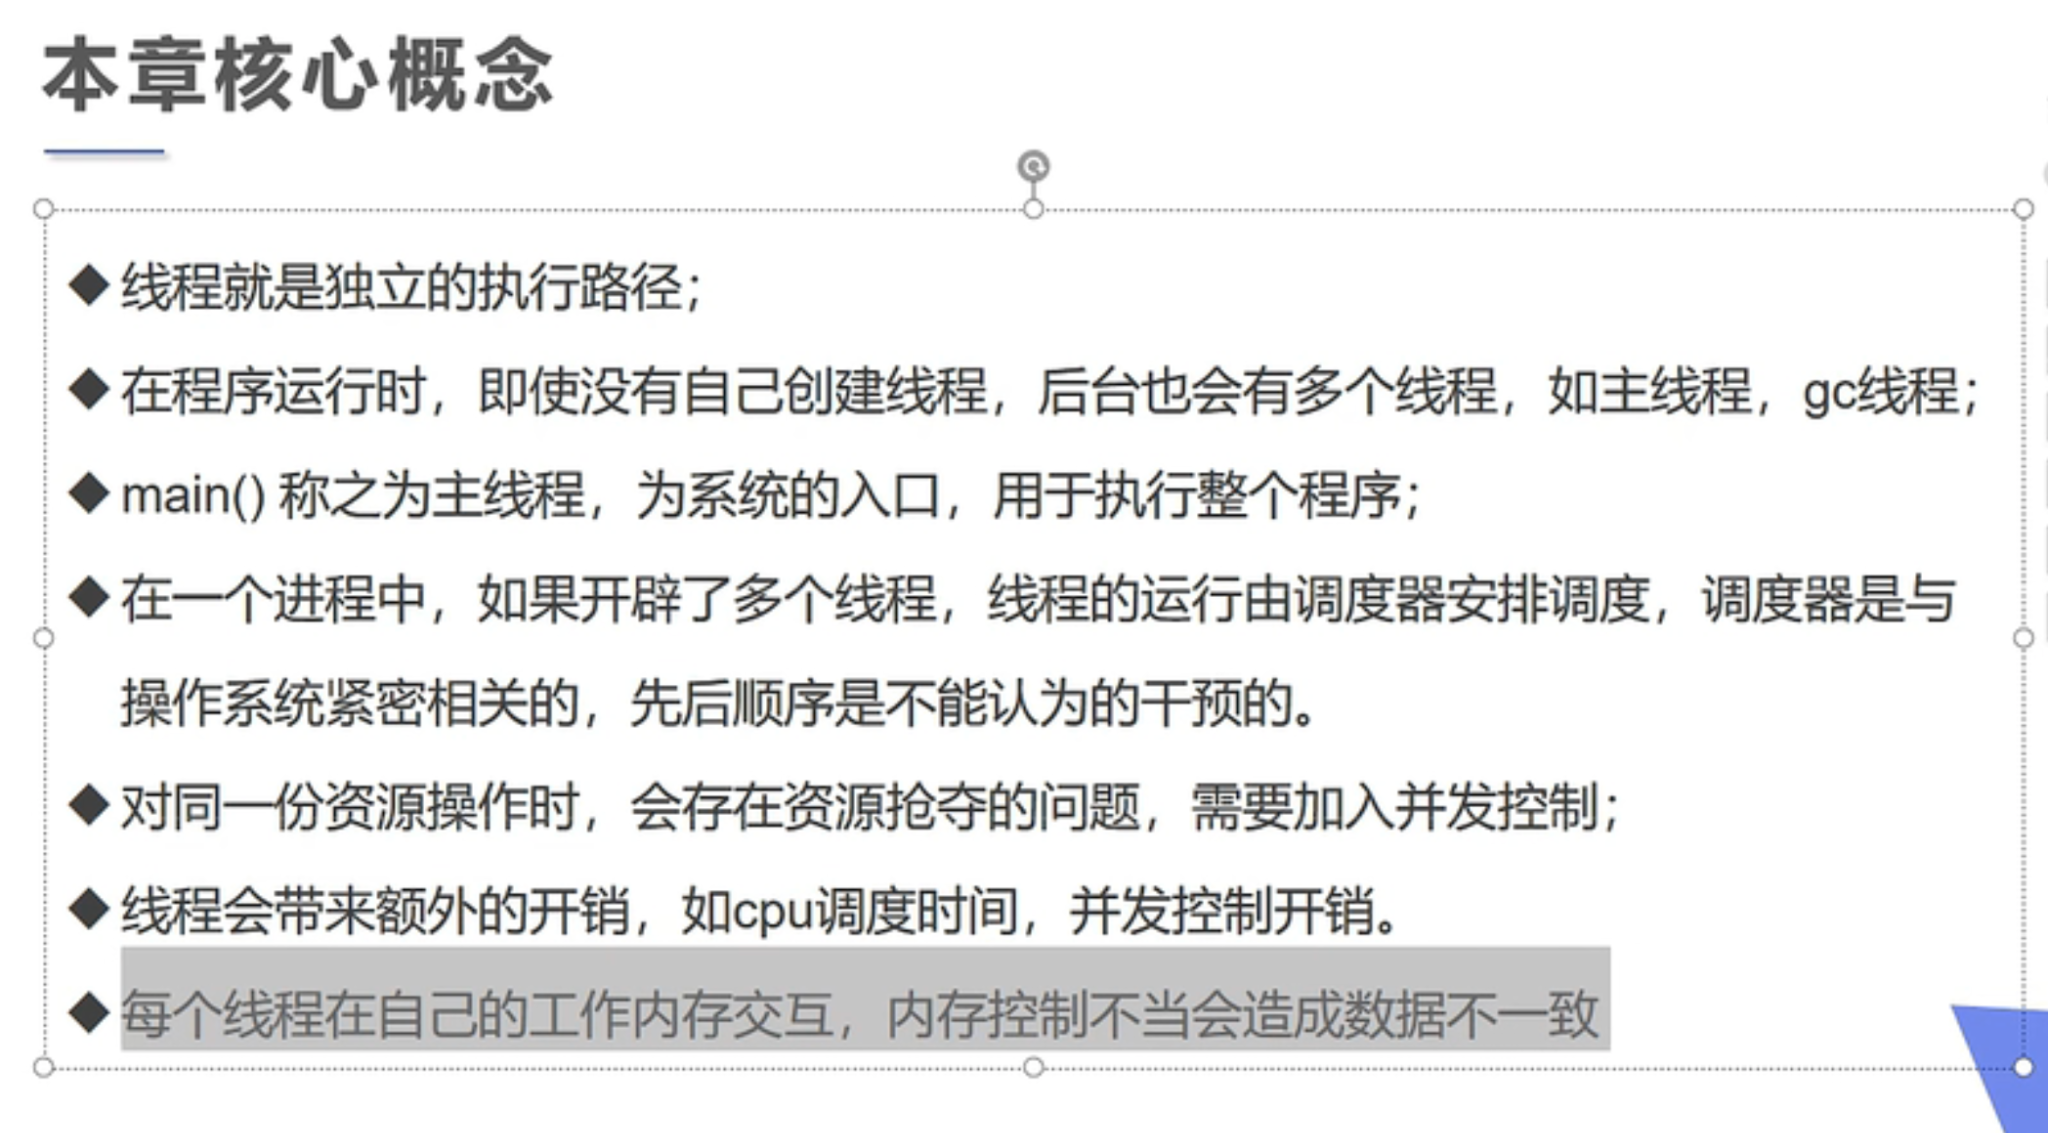 本章核心概念
◆线程就是独立的执行路径；
◆在程序运行时，即使没有自己创建线程，后台也会有多个线程，如主线程，gc线程；
◆main() 称之为主线程，为系统的入口，用于执行整个程序；
◆在一个进程中，如果开辟了多个线程，线程的运行由调度器安排调度，调度器是与
操作系统紧密相关的，先后顺序是不能认为的干预的。
◆对同一份资源操作时，会存在资源抢夺的问题，需要加入并发控制；
◆线程会带来额外的开销，如cpu调度时间，并发控制开销。
◆每个线程在自己的工作内存交互，内存控制不当会造成数据不一致